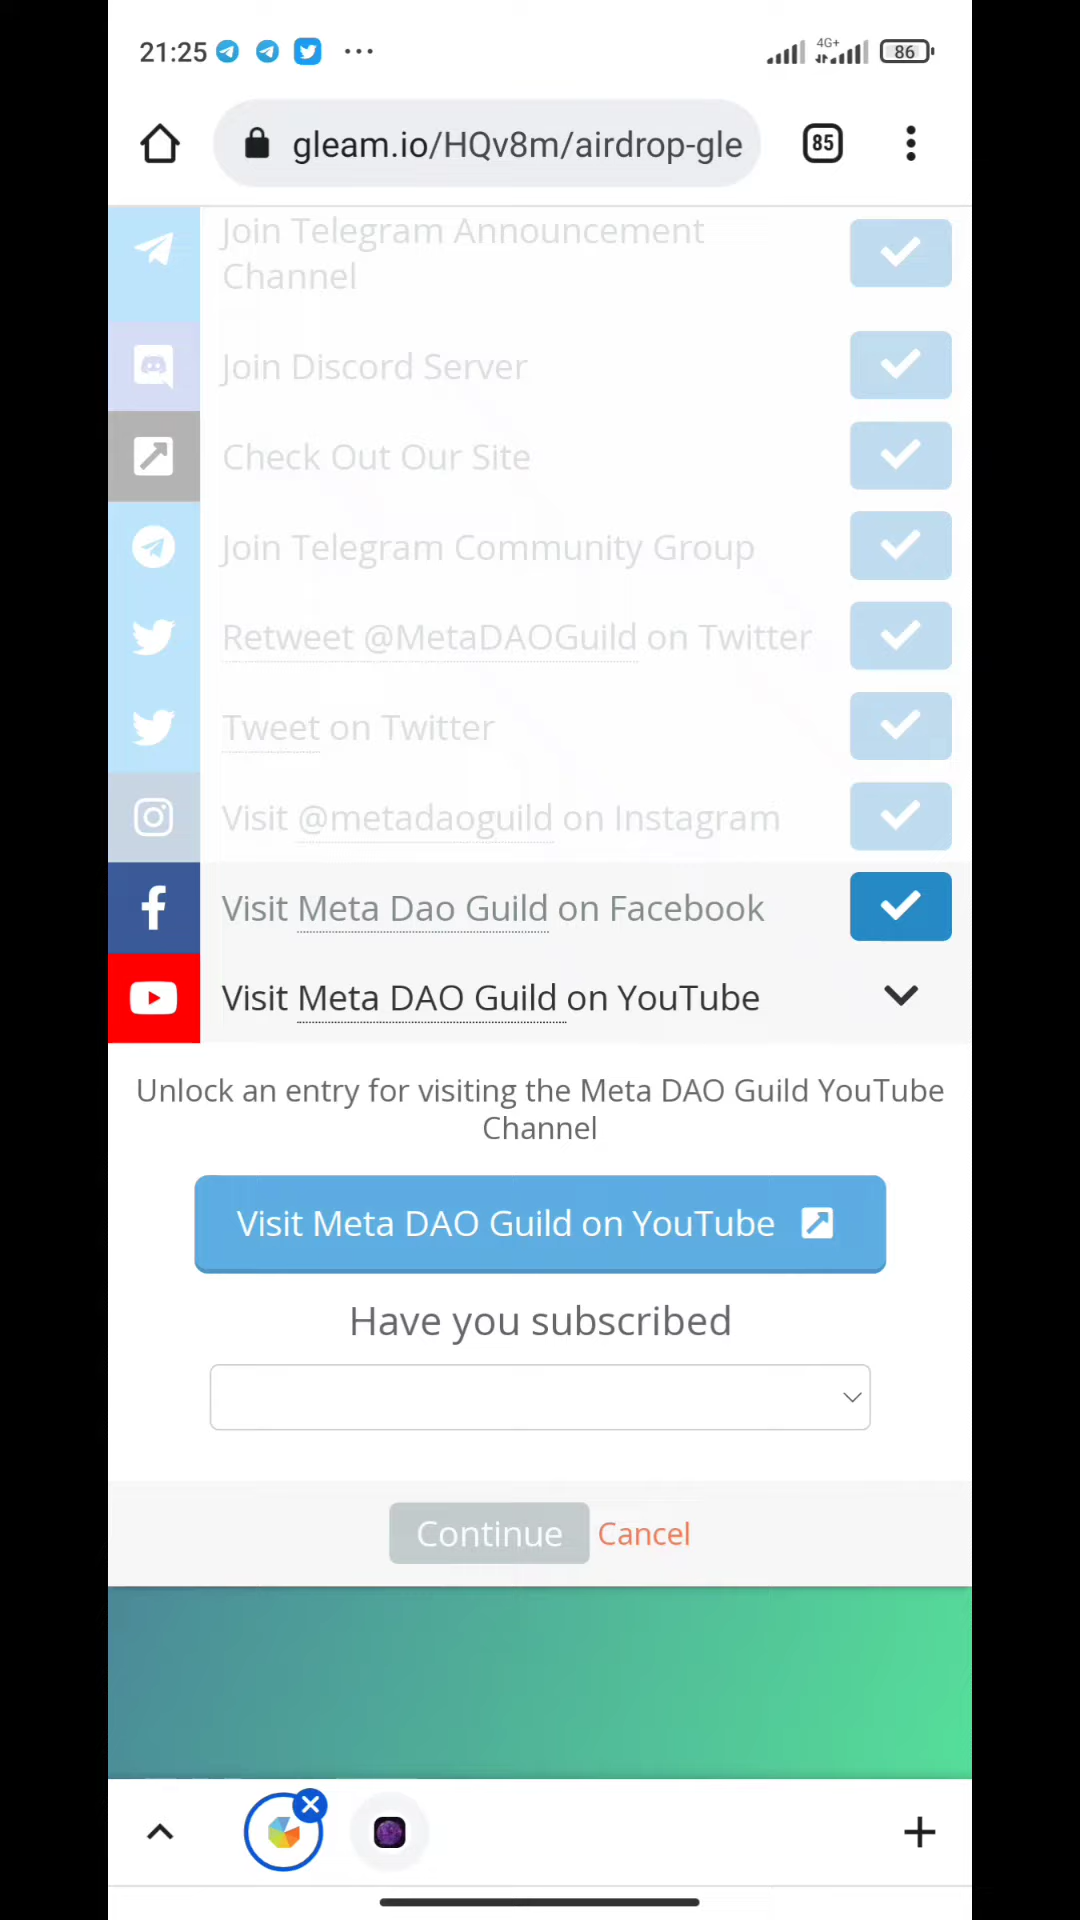 21:25
4G+
86
gleam.io/HQv8m/airdrop-gle
85
Join Telegram Announcement
Channel
Join Discord Server
Check Out Our Site
Join Telegram Community Group
Retweet @MetaDAOGuild on Twitter
Tweet on Twitter
Visit @metadaoguild on Instagram
Visit Meta Dao Guild on Facebook
Visit Meta DAO Guild on YouTube
Unlock an entry for visiting the Meta DAO Guild YouTube
Channel
Visit Meta DAO Guild on YouTube
Have you subscribed
Continue
Cancel